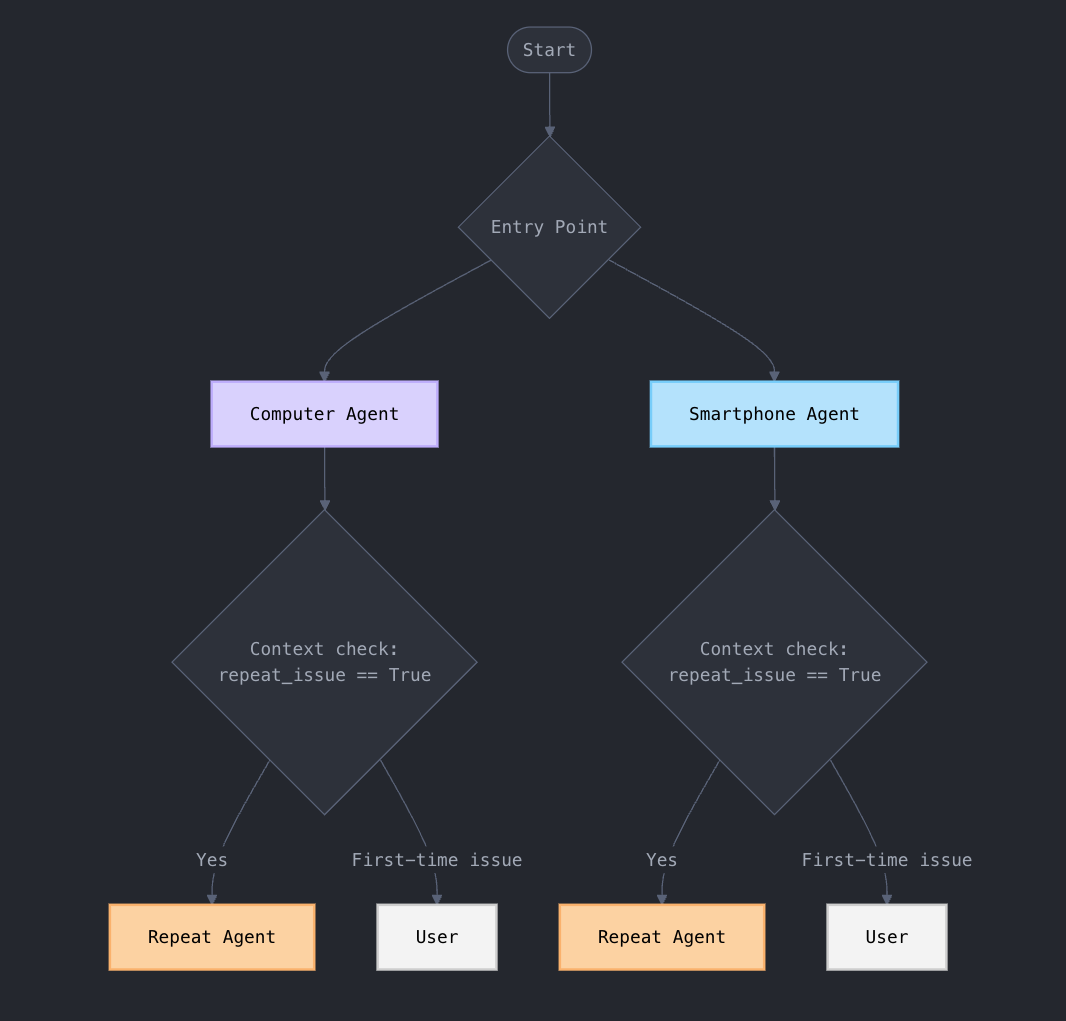 Start
Entry Point
Computer Agent
Smartphone Agent
Context check:
repeat_issue == True
Context check:
repeat_issue == True
Yes
First-time issue
Yes
First-time issue
Repeat Agent
User
Repeat Agent
User